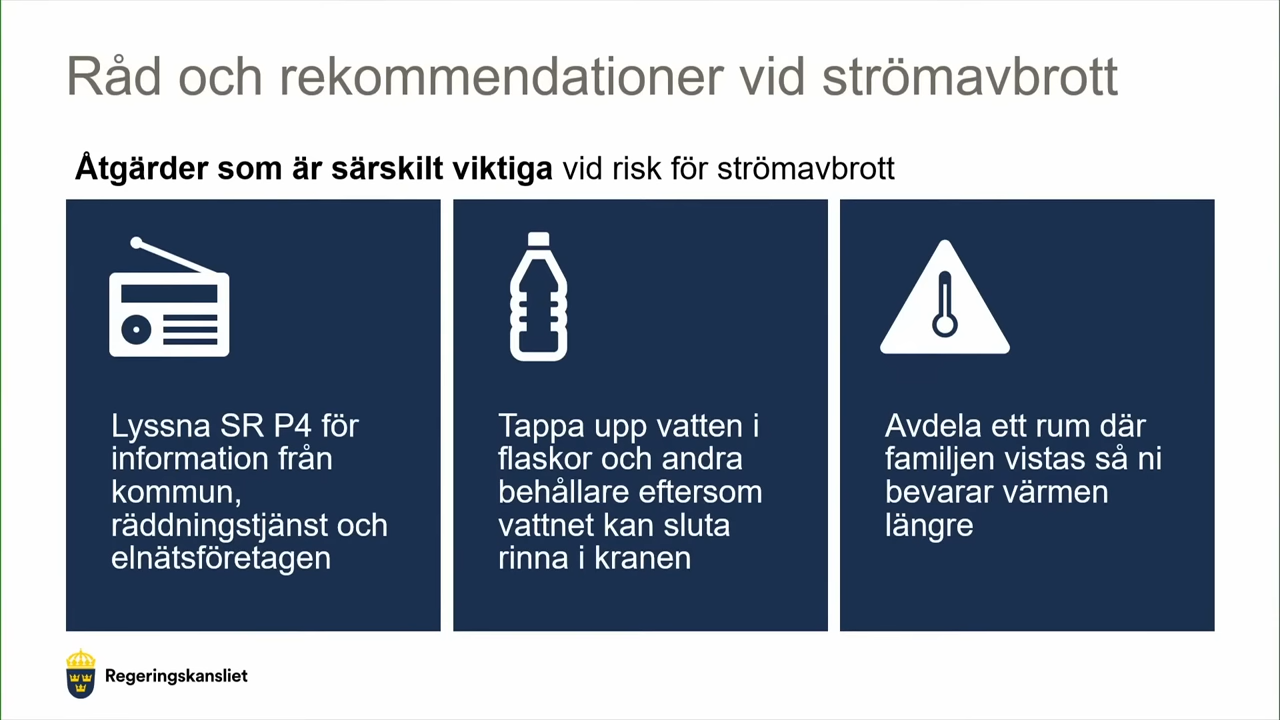 Råd och rekommendationer vid strömavbrott
Åtgärder som är särskilt viktiga vid risk för strömavbrott
Lyssna SR P4 för
information från
kommun,
räddningstjänst och
elnätsföretagen
Tappa upp vatten i
flaskor och andra
behållare eftersom
vattnet kan sluta
rinna i kranen
Avdela ett rum där
familjen vistas så ni
bevarar värmen
längre
Regeringskansliet